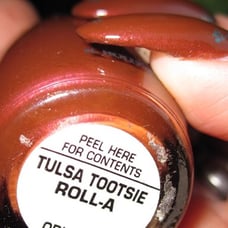 PEEL HERE
FOR CONTENTS
TULSA TOOTSIE
ROLL-A